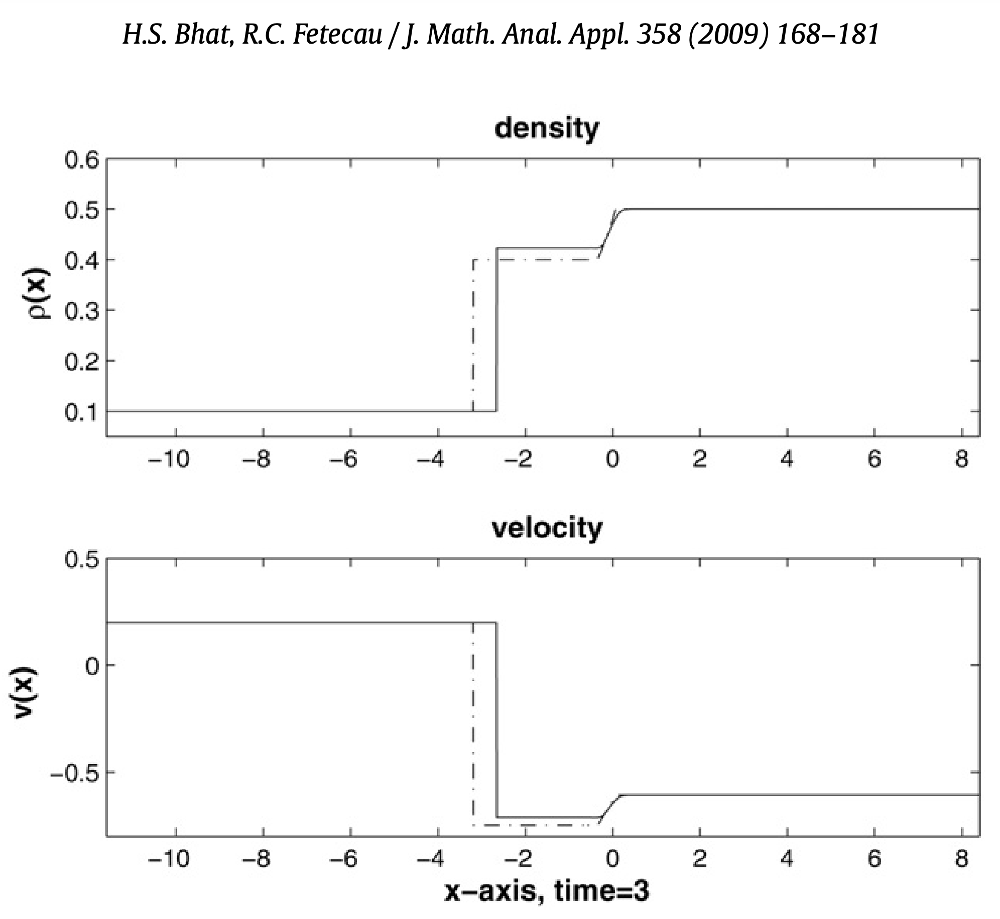 H.S. Bhat, R.C. Fetecau / J. Math. Anal. Appl. 358 (2009) 168–181
density
0.6
0.5
0.4
0.3
0.2
0.1
ρ(x)
−10 −8 −6 −4 −2 0 2 4 6 8
velocity
0.5
0
−0.5
v(x)
−10 −8 −6 −4 −2 0 2 4 6 8
x−axis, time=3